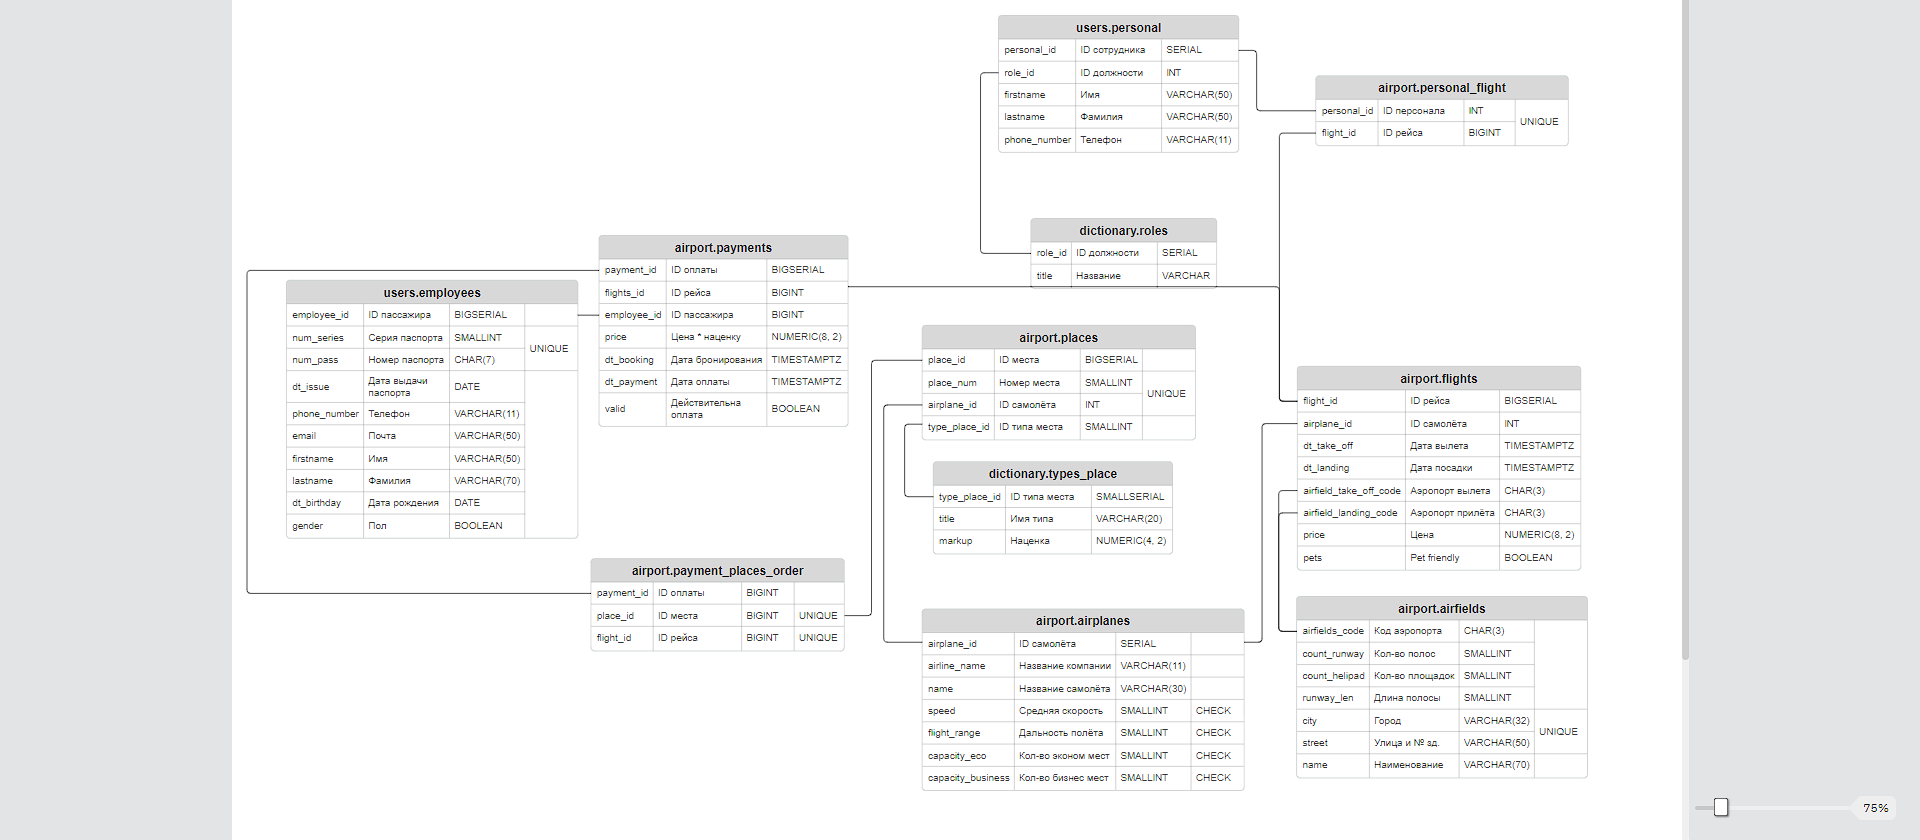 users.personal
personal_id ID сотрудника SERIAL
role_id ID должности INT
firstname Имя VARCHAR(50)
lastname Фамилия VARCHAR(50)
phone_number Телефон VARCHAR(11)
airport.personal_flight
personal_id ID персонала INT UNIQUE
flight_id ID рейса BIGINT
dictionary.roles
role_id ID должности SERIAL
title Название VARCHAR
airport.payments
payment_id ID оплаты BIGSERIAL
flights_id ID рейса BIGINT
employee_id ID пассажира BIGINT
price Цена * наценку NUMERIC(8, 2)
dt_booking Дата бронирования TIMESTAMPTZ
dt_payment Дата оплаты TIMESTAMPTZ
valid Действительна
оплата BOOLEAN
users.employees
employee_id ID пассажира BIGSERIAL
num_series Серия паспорта SMALLINT UNIQUE
num_pass Номер паспорта CHAR(7)
dt_issue Дата выдачи
паспорта DATE
phone_number Телефон VARCHAR(11)
email Почта VARCHAR(50)
firstname Имя VARCHAR(50)
lastname Фамилия VARCHAR(70)
dt_birthday Дата рождения DATE
gender Пол BOOLEAN
airport.places
place_id ID места BIGSERIAL
place_num Номер места SMALLINT UNIQUE
airplane_id ID самолёта INT
type_place_id ID типа места SMALLINT
airport.flights
flight_id ID рейса BIGSERIAL
airplane_id ID самолёта INT
dt_take_off Дата вылета TIMESTAMPTZ
dt_landing Дата посадки TIMESTAMPTZ
airfield_take_off_code Аэропорт вылета CHAR(3)
airfield_landing_code Аэропорт прилёта CHAR(3)
price Цена NUMERIC(8, 2)
pets Pet friendly BOOLEAN
dictionary.types_place
type_place_id ID типа места SMALLSERIAL
title Имя типа VARCHAR(20)
markup Наценка NUMERIC(4, 2)
airport.payment_places_order
payment_id ID оплаты BIGINT
place_id ID места BIGINT UNIQUE
flight_id ID рейса BIGINT UNIQUE
airport.airplanes
airplane_id ID самолёта SERIAL
airline_name Название компании VARCHAR(11)
name Название самолёта VARCHAR(30)
speed Средняя скорость SMALLINT CHECK
flight_range Дальность полёта SMALLINT CHECK
capacity_eco Кол-во эконом мест SMALLINT CHECK
capacity_business Кол-во бизнес мест SMALLINT CHECK
airport.airfields
airfields_code Код аэропорта CHAR(3)
count_runway Кол-во полос SMALLINT
count_helipad Кол-во площадок SMALLINT
runway_len Длина полосы SMALLINT
city Город VARCHAR(32) UNIQUE
street Улица и № зд. VARCHAR(50)
name Наименование VARCHAR(70)
75%